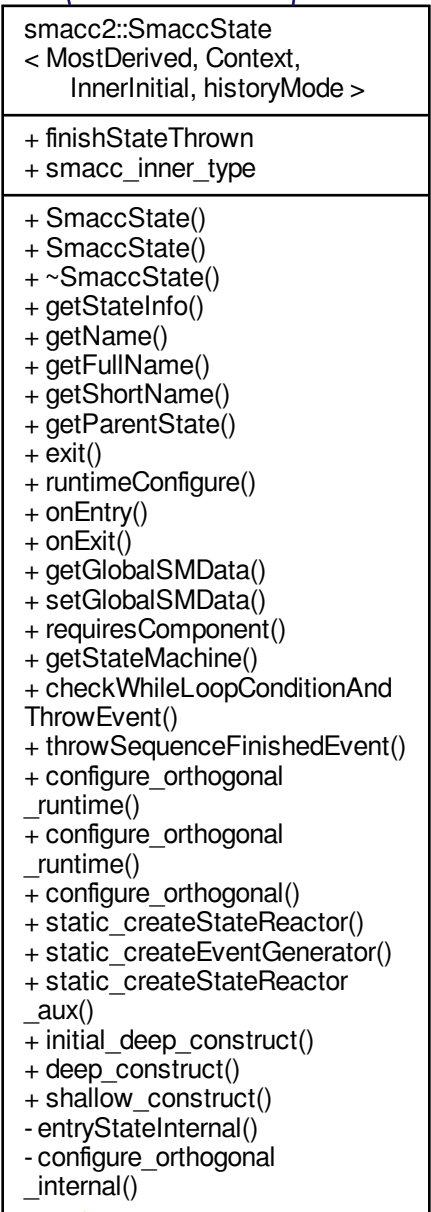 smacc2::SmaccState
< MostDerived, Context,
InnerInitial, historyMode >
+ finishStateThrown
+ smacc_inner_type
+ SmaccState()
+ SmaccState()
+ ~SmaccState()
+ getStateInfo()
+ getName()
+ getFullName()
+ getShortName()
+ getParentState()
+ exit()
+ runtimeConfigure()
+ onEntry()
+ onExit()
+ getGlobalSMData()
+ setGlobalSMData()
+ requiresComponent()
+ getStateMachine()
+ checkWhileLoopConditionAnd
ThrowEvent()
+ throwSequenceFinishedEvent()
+ configure_orthogonal
_runtime()
+ configure_orthogonal
_runtime()
+ configure_orthogonal()
+ static_createStateReactor()
+ static_createEventGenerator()
+ static_createStateReactor
_aux()
+ initial_deep_construct()
+ deep_construct()
+ shallow_construct()
- entryStateInternal()
- configure_orthogonal
_internal()